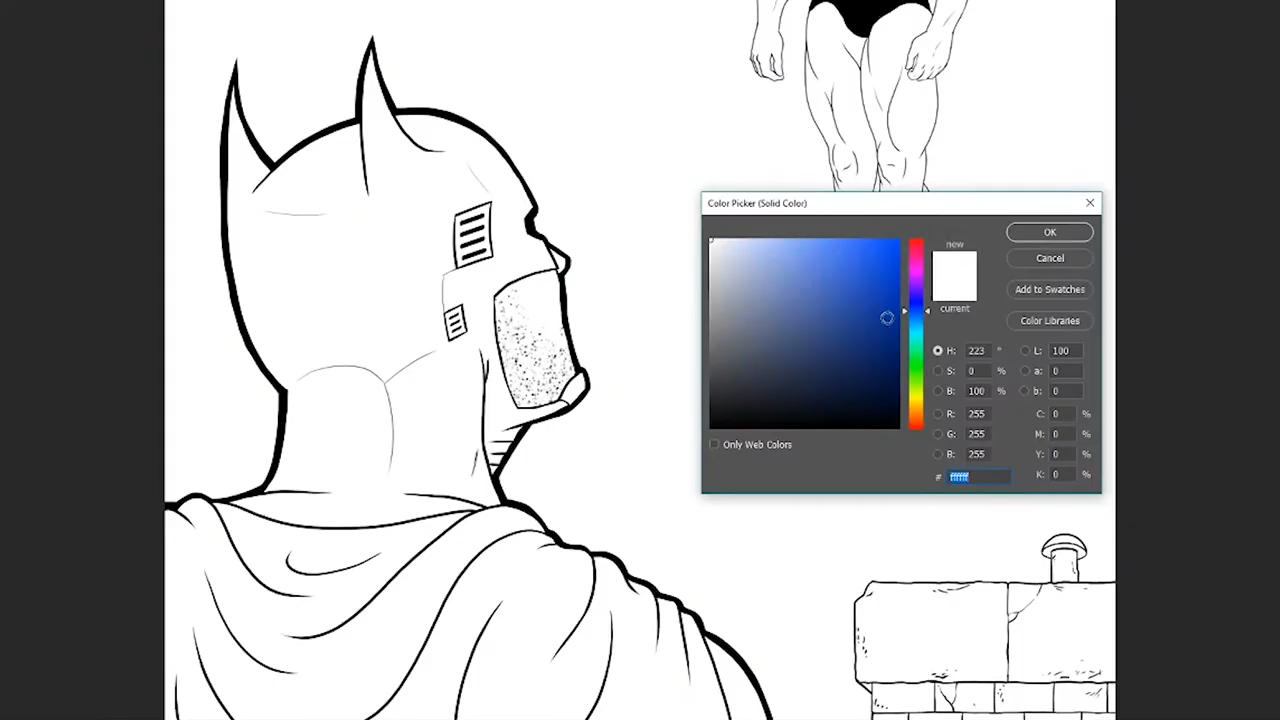 Color Picker (Solid Color)
OK
new
Cancel
Add to Swatches
current
Color Libraries
H: 223 °
L: 100
S: 0 %
a: 0
B: 100 %
b: 0
R: 255
C: 0 %
G: 255
M: 0 %
B: 255
Y: 0 %
Only Web Colors
# ffffff
K: 0 %